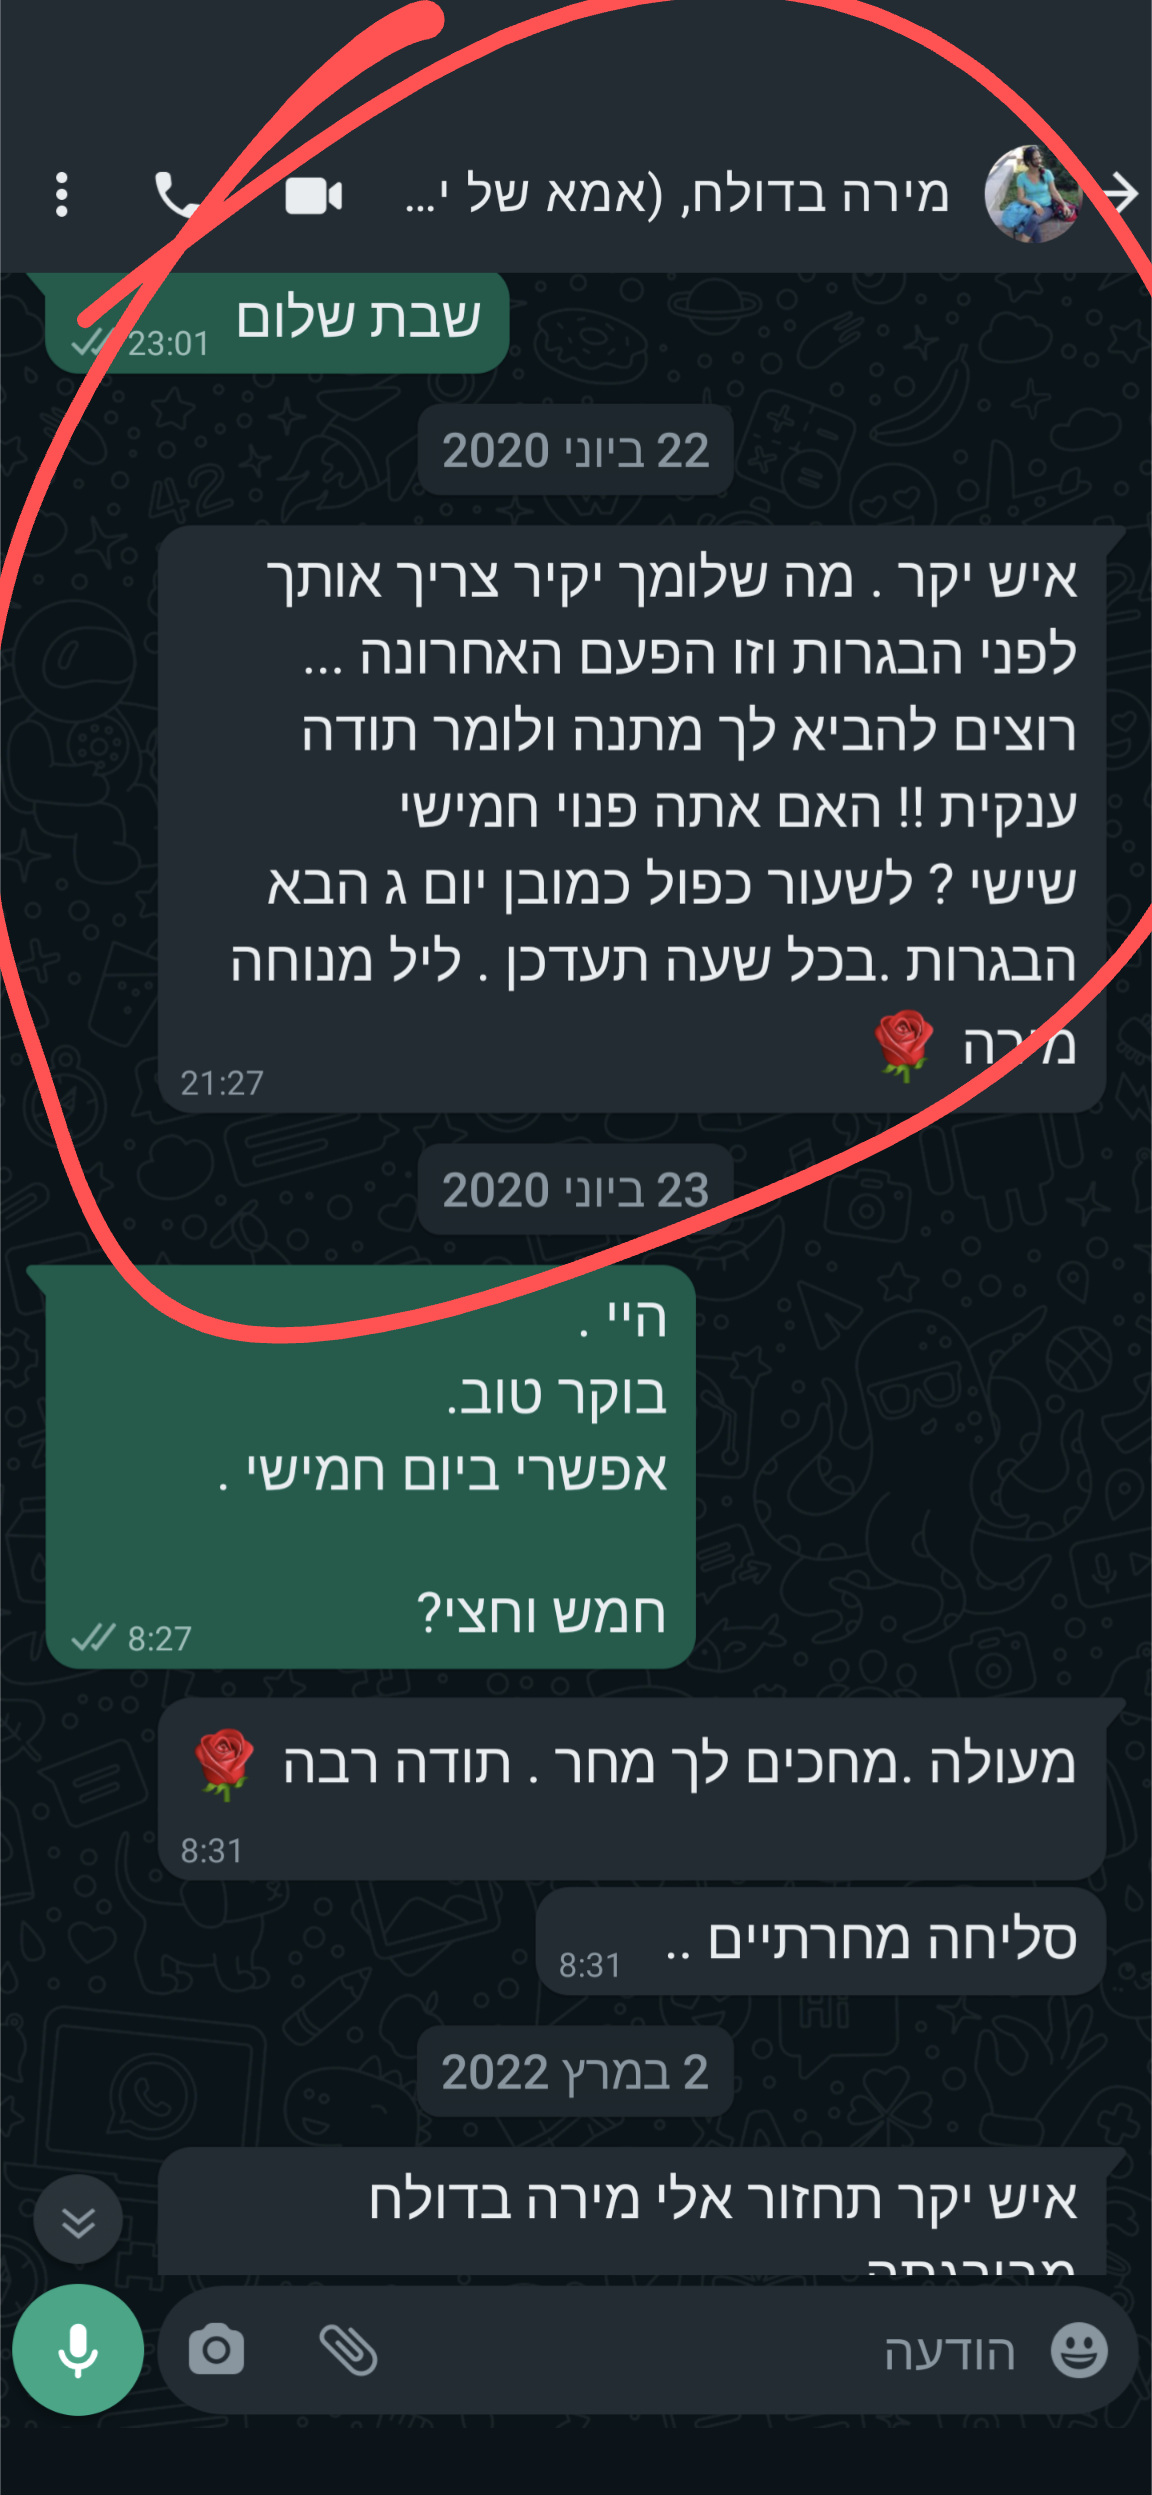 מירה בדולח, (אמא של י...
שבת שלום
23:01
22 ביוני 2020
איש יקר . מה שלומך יקיר צריך אותך
לפני הבגרות וזו הפעם האחרונה ...
רוצים להביא לך מתנה ולומר תודה
ענקית !! האם אתה פנוי חמישי
שישי ? לשעור כפול כמובן יום ג הבא
הבגרות .בכל שעה תעדכן . ליל מנוחה
מירה 🌹
21:27
23 ביוני 2020
היי .
בוקר טוב.
אפשרי ביום חמישי .
חמש וחצי?
8:27
מעולה .מחכים לך מחר . תודה רבה 🌹
8:31
סליחה מחרתיים ..
8:31
2 במרץ 2022
איש יקר תחזור אלי מירה בדולח
הודעה